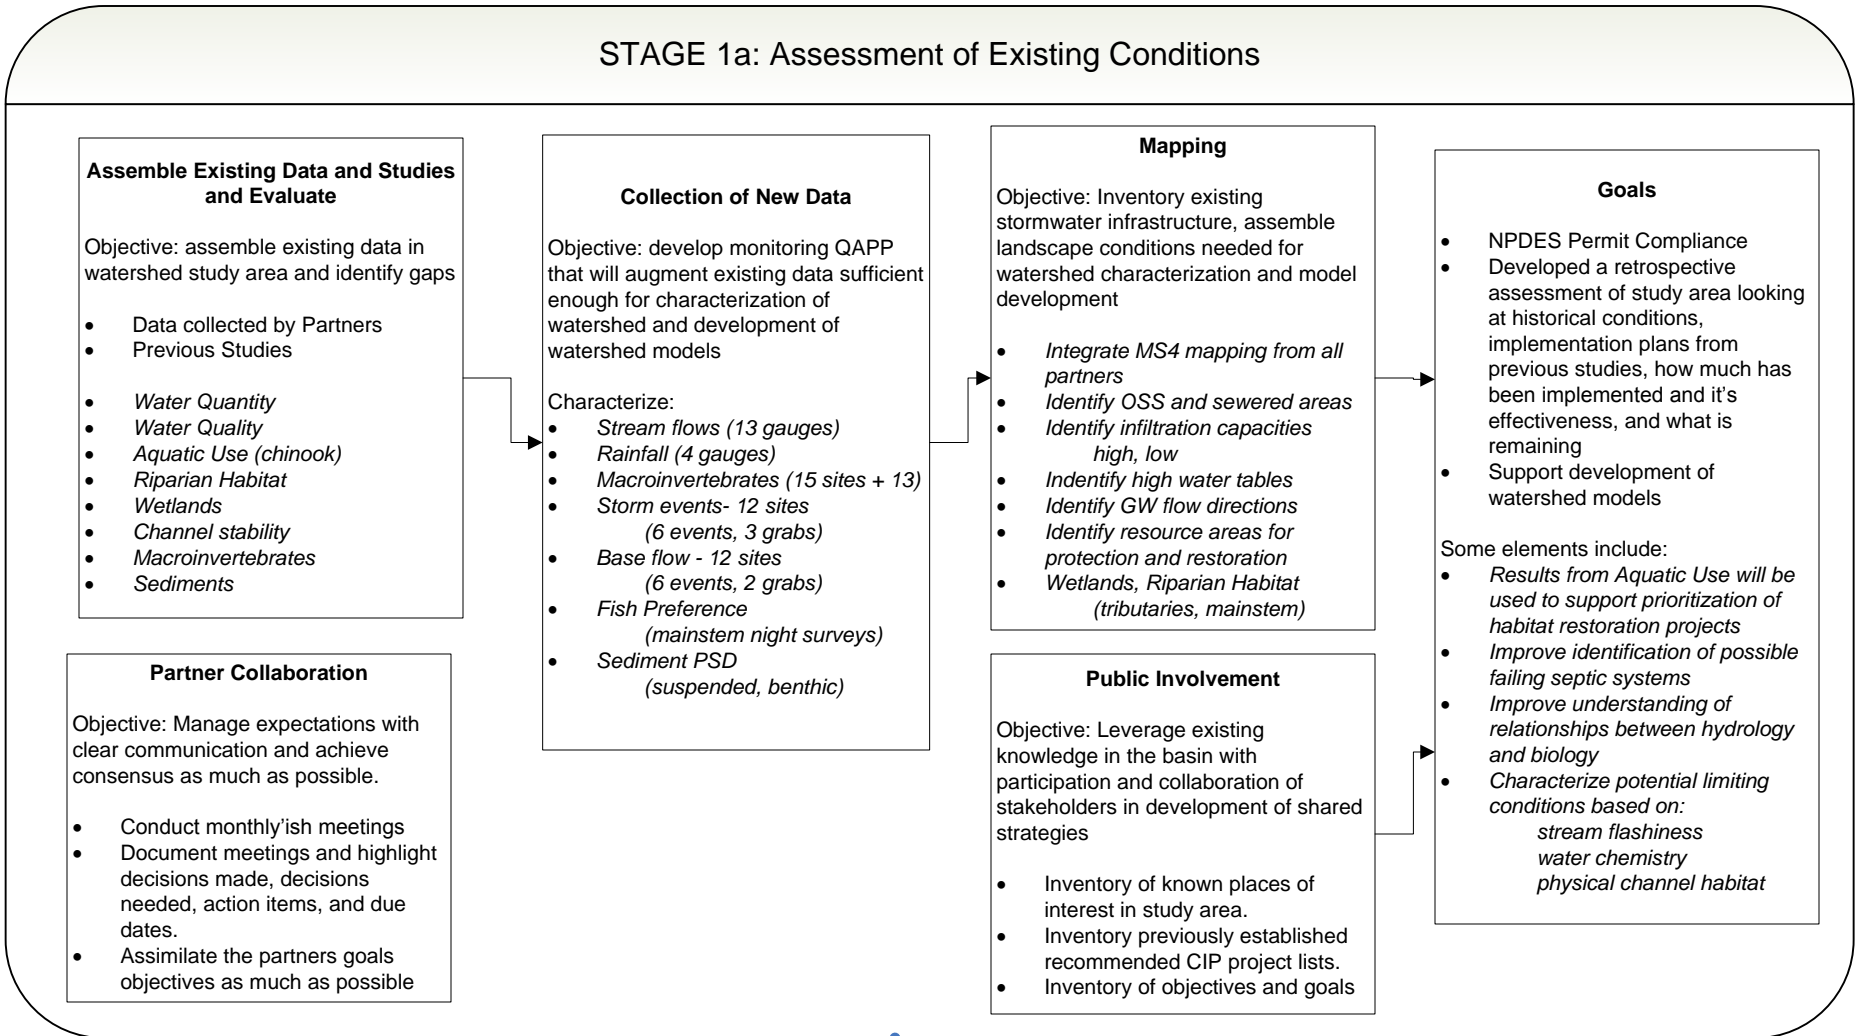 STAGE 1a: Assessment of Existing Conditions
Assemble Existing Data and Studies
and Evaluate
Objective: assemble existing data in
watershed study area and identify gaps
• Data collected by Partners
• Previous Studies
• Water Quantity
• Water Quality
• Aquatic Use (chinook)
• Riparian Habitat
• Wetlands
• Channel stability
• Macroinvertebrates
• Sediments
Partner Collaboration
Objective: Manage expectations with
clear communication and achieve
consensus as much as possible.
• Conduct monthly'ish meetings
• Document meetings and highlight
decisions made, decisions
needed, action items, and due
dates.
• Assimilate the partners goals
objectives as much as possible
Collection of New Data
Objective: develop monitoring QAPP
that will augment existing data sufficient
enough for characterization of
watershed and development of
watershed models
Characterize:
• Stream flows (13 gauges)
• Rainfall (4 gauges)
• Macroinvertebrates (15 sites + 13)
• Storm events- 12 sites
(6 events, 3 grabs)
• Base flow - 12 sites
(6 events, 2 grabs)
• Fish Preference
(mainstem night surveys)
• Sediment PSD
(suspended, benthic)
Mapping
Objective: Inventory existing
stormwater infrastructure, assemble
landscape conditions needed for
watershed characterization and model
development
• Integrate MS4 mapping from all
partners
• Identify OSS and sewered areas
• Identify infiltration capacities
high, low
• Indentify high water tables
• Identify GW flow directions
• Identify resource areas for
protection and restoration
• Wetlands, Riparian Habitat
(tributaries, mainstem)
Public Involvement
Objective: Leverage existing
knowledge in the basin with
participation and collaboration of
stakeholders in development of shared
strategies
• Inventory of known places of
interest in study area.
• Inventory previously established
recommended CIP project lists.
• Inventory of objectives and goals
Goals
• NPDES Permit Compliance
• Developed a retrospective
assessment of study area looking
at historical conditions,
implementation plans from
previous studies, how much has
been implemented and it's
effectiveness, and what is
remaining
• Support development of
watershed models
Some elements include:
• Results from Aquatic Use will be
used to support prioritization of
habitat restoration projects
• Improve identification of possible
failing septic systems
• Improve understanding of
relationships between hydrology
and biology
• Characterize potential limiting
conditions based on:
stream flashiness
water chemistry
physical channel habitat